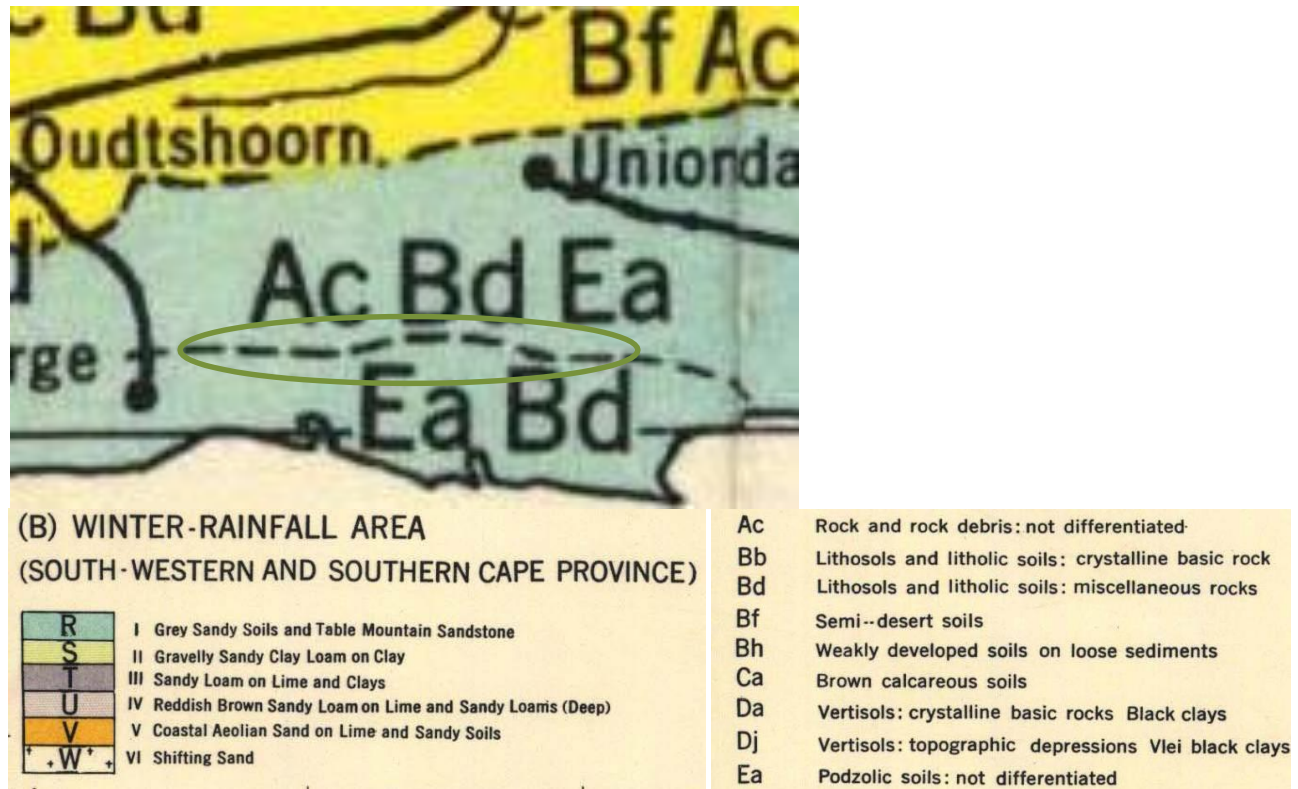 Bd
Bf Ac
Oudtshoorn
Unionda
Ac Bd Ea
rge
Ea Bd
(B) WINTER-RAINFALL AREA
(SOUTH-WESTERN AND SOUTHERN CAPE PROVINCE)
R I Grey Sandy Soils and Table Mountain Sandstone
S II Gravelly Sandy Clay Loam on Clay
T III Sandy Loam on Lime and Clays
U IV Reddish Brown Sandy Loam on Lime and Sandy Loams (Deep)
V V Coastal Aeolian Sand on Lime and Sandy Soils
W VI Shifting Sand
Ac Rock and rock debris: not differentiated
Bb Lithosols and litholic soils: crystalline basic rock
Bd Lithosols and litholic soils: miscellaneous rocks
Bf Semi--desert soils
Bh Weakly developed soils on loose sediments
Ca Brown calcareous soils
Da Vertisols: crystalline basic rocks Black clays
Dj Vertisols: topographic depressions Vlei black clays
Ea Podzolic soils: not differentiated